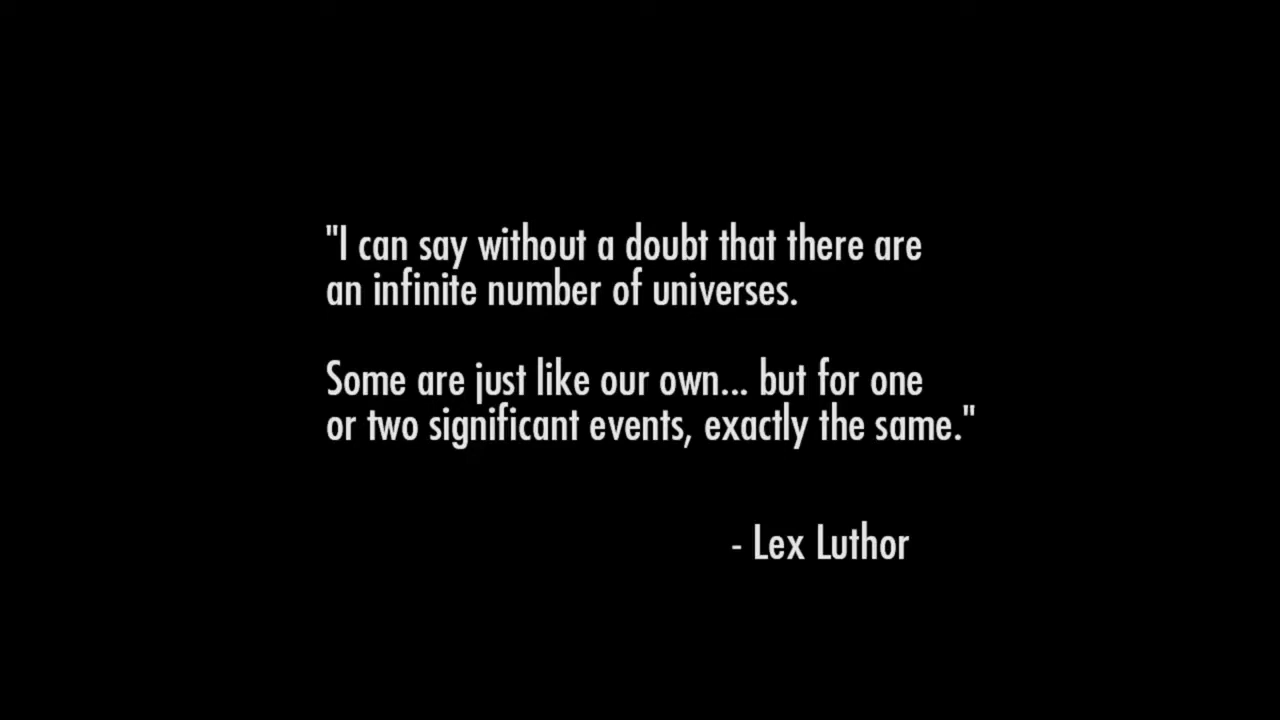 "I can say without a doubt that there are
an infinite number of universes.
Some are just like our own... but for one
or two significant events, exactly the same."
- Lex Luthor